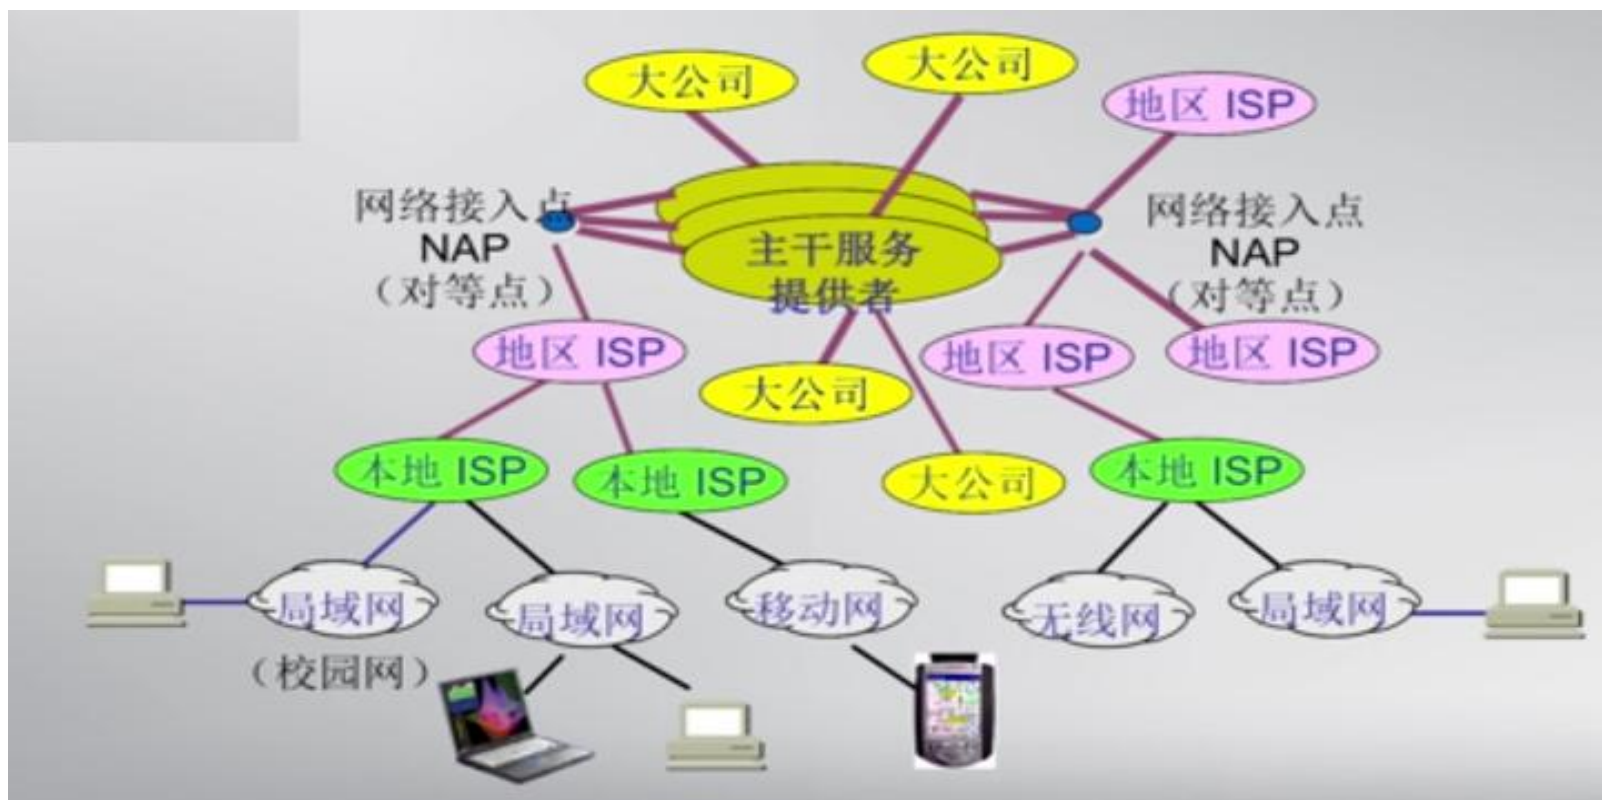 大公司
大公司
地区 ISP
网络接入点
NAP
（对等点）
主干服务
提供者
网络接入点
NAP
（对等点）
地区 ISP
大公司
地区 ISP
地区 ISP
本地 ISP
本地 ISP
大公司
本地 ISP
局域网
（校园网）
局域网
移动网
无线网
局域网